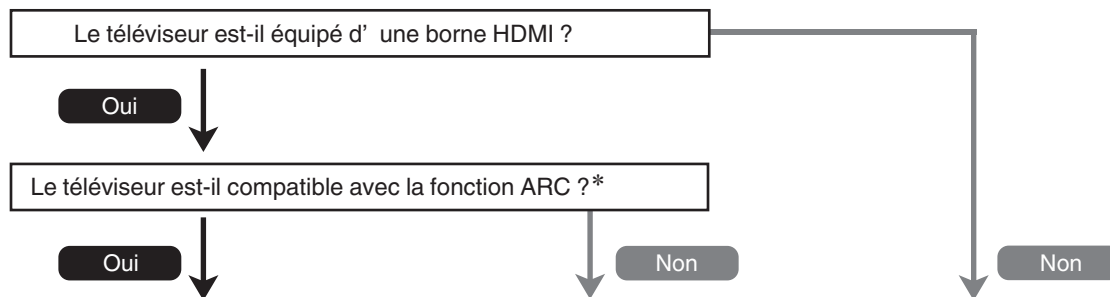 Le téléviseur est-il équipé d’ une borne HDMI ?
Oui
Le téléviseur est-il compatible avec la fonction ARC ?*
Oui
Non
Non